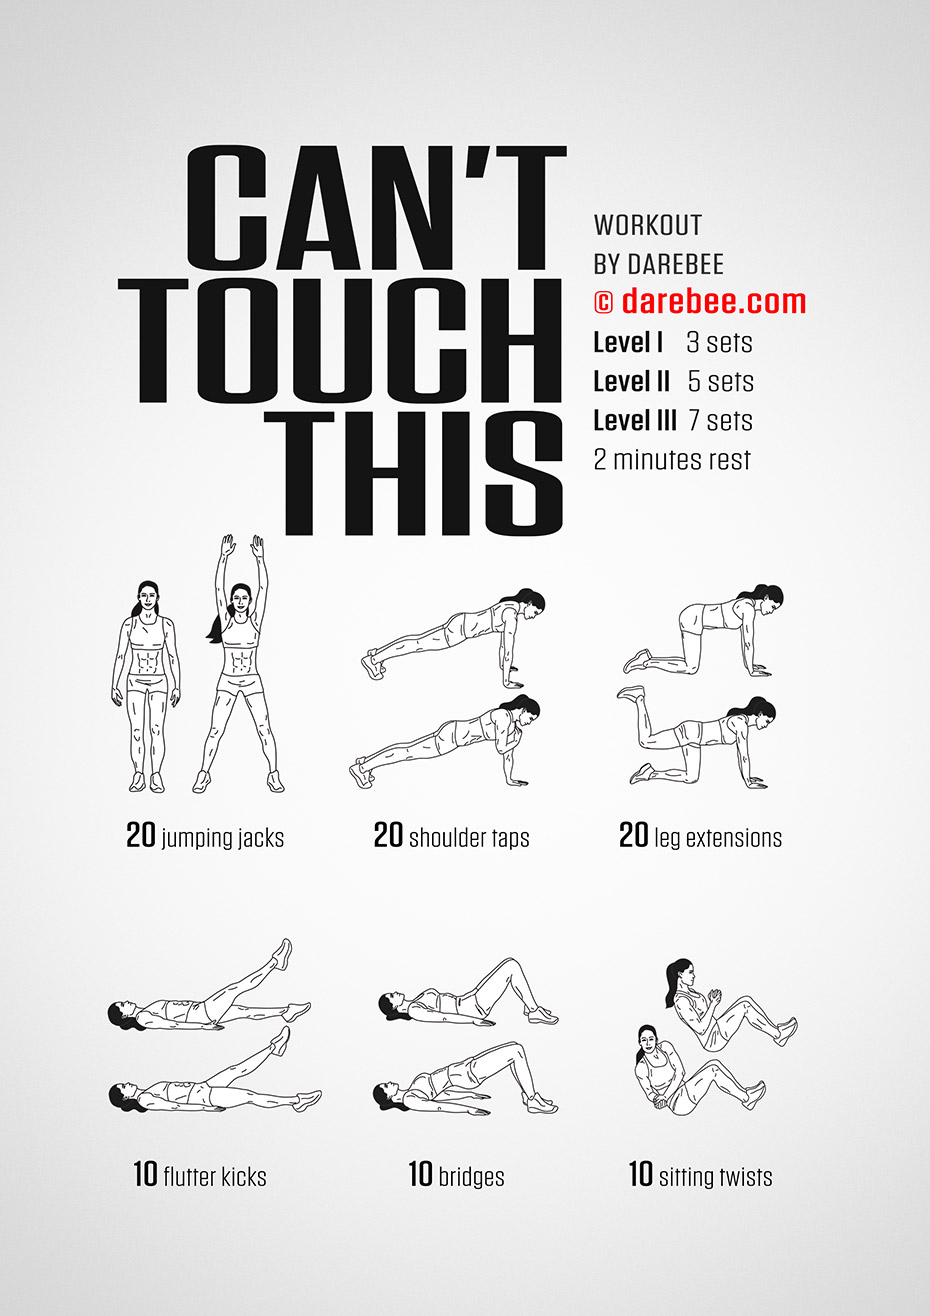 CAN'T
TOUCH
THIS
WORKOUT
BY DAREBEE
© darebee.com
Level I 3 sets
Level II 5 sets
Level III 7 sets
2 minutes rest
20 jumping jacks
20 shoulder taps
20 leg extensions
10 flutter kicks
10 bridges
10 sitting twists